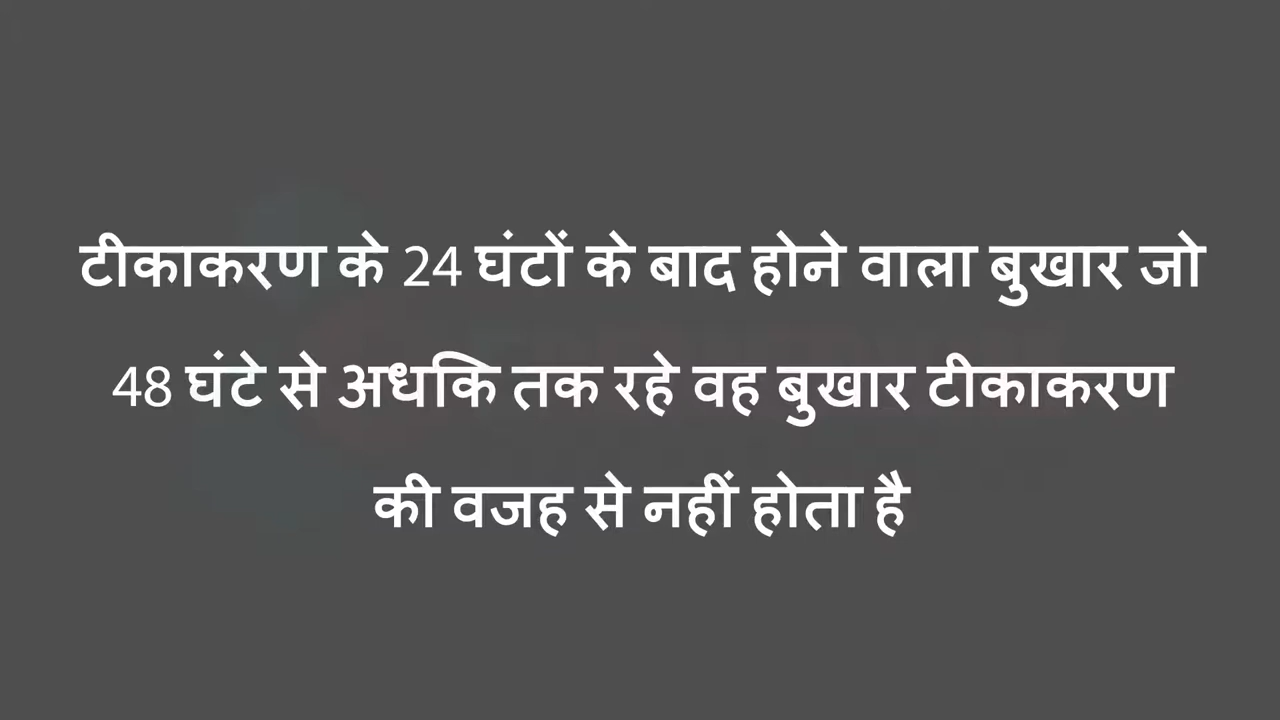 टीकाकरण के 24 घंटों के बाद होने वाला बुखार जो
48 घंटे से अधकिि तक रहे वह बुखार टीकाकरण
की वजह से नहीं होता है